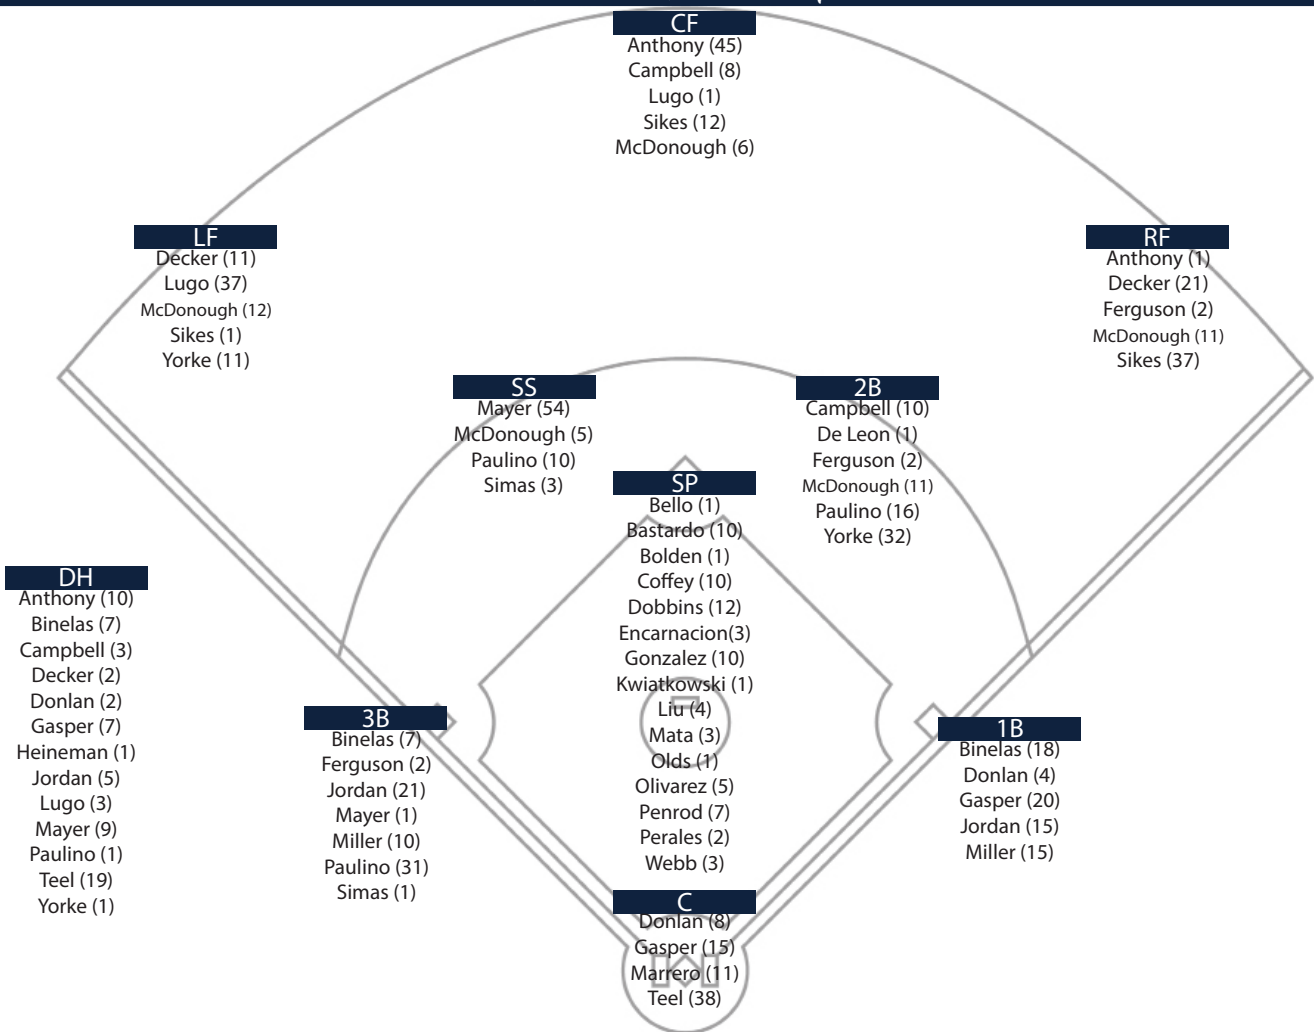 CF
Anthony (45)
Campbell (8)
Lugo (1)
Sikes (12)
McDonough (6)
LF
Decker (11)
Lugo (37)
McDonough (12)
Sikes (1)
Yorke (11)
RF
Anthony (1)
Decker (21)
Ferguson (2)
McDonough (11)
Sikes (37)
SS
Mayer (54)
McDonough (5)
Paulino (10)
Simas (3)
2B
Campbell (10)
De Leon (1)
Ferguson (2)
McDonough (11)
Paulino (16)
Yorke (32)
SP
Bello (1)
Bastardo (10)
Bolden (1)
Coffey (10)
Dobbins (12)
Encarnacion(3)
Gonzalez (10)
Kwiatkowski (1)
Liu (4)
Mata (3)
Olds (1)
Olivarez (5)
Penrod (7)
Perales (2)
Webb (3)
DH
Anthony (10)
Binelas (7)
Campbell (3)
Decker (2)
Donlan (2)
Gasper (7)
Heineman (1)
Jordan (5)
Lugo (3)
Mayer (9)
Paulino (1)
Teel (19)
Yorke (1)
3B
Binelas (7)
Ferguson (2)
Jordan (21)
Mayer (1)
Miller (10)
Paulino (31)
Simas (1)
1B
Binelas (18)
Donlan (4)
Gasper (20)
Jordan (15)
Miller (15)
C
Donlan (8)
Gasper (15)
Marrero (11)
Teel (38)